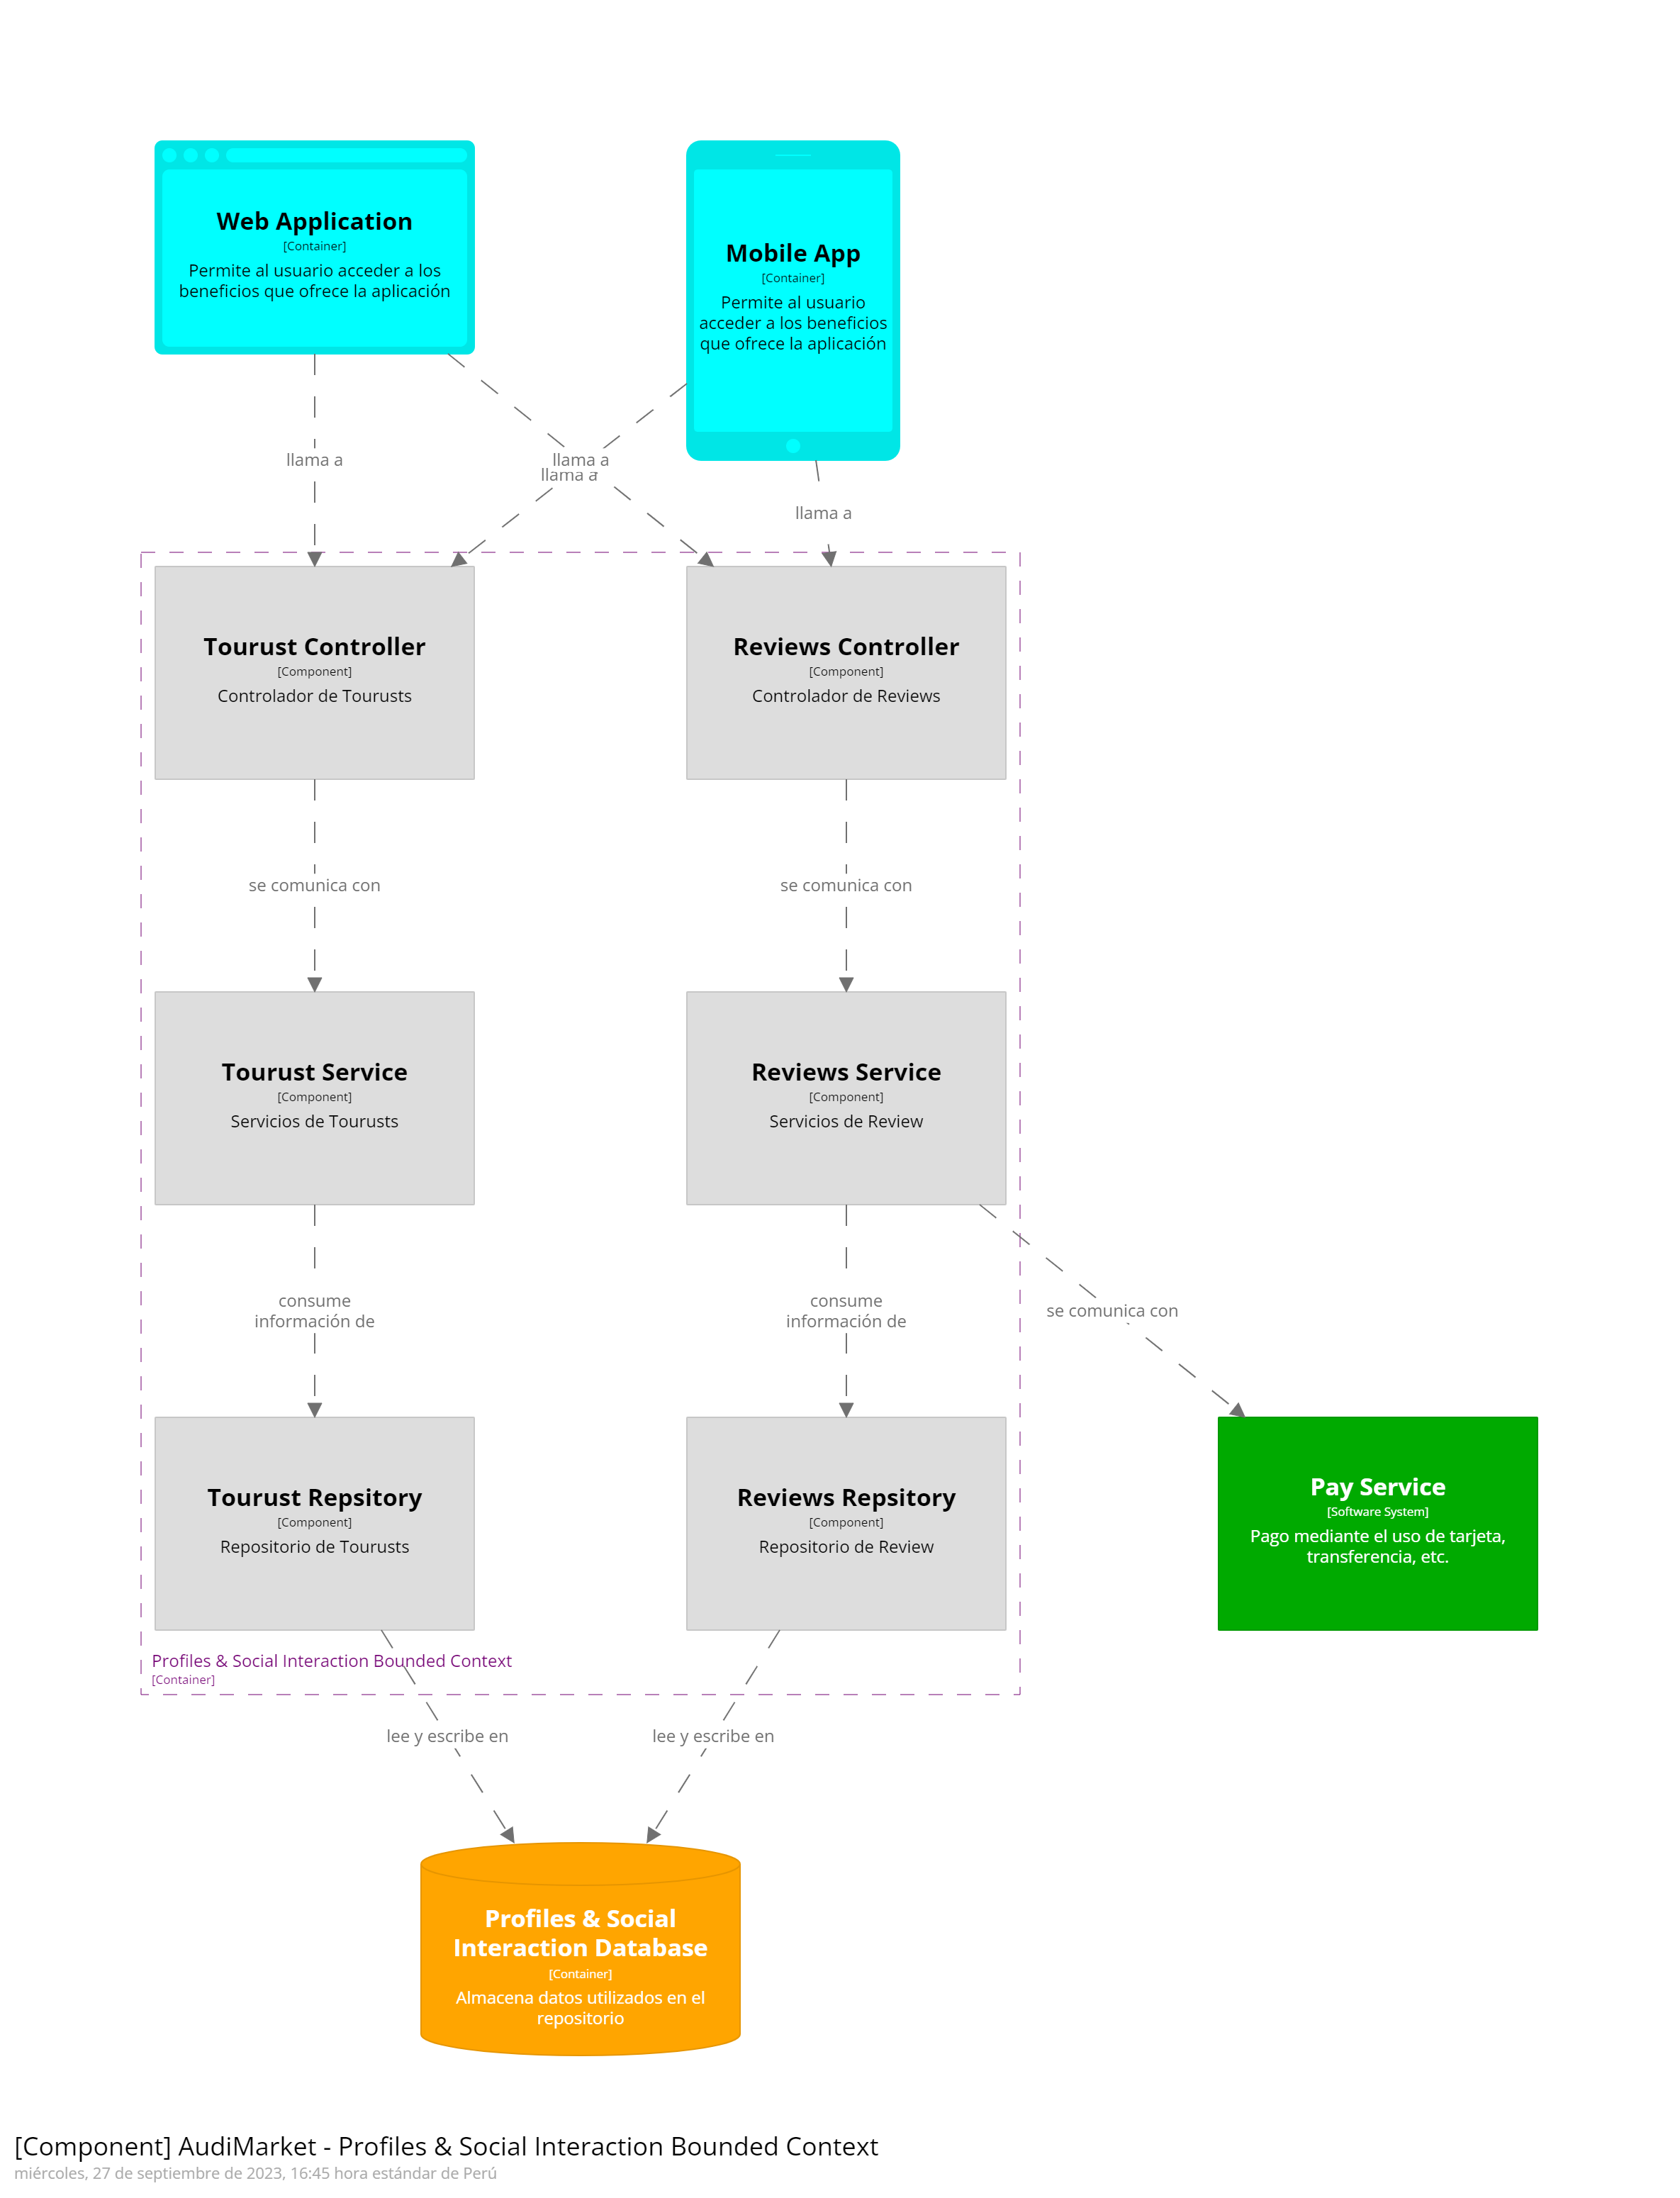 Web Application
[Container]
Permite al usuario acceder a los
beneficios que ofrece la aplicación
Mobile App
[Container]
Permite al usuario
acceder a los beneficios
que ofrece la aplicación
llama a
llama a
llama a
llama a
Tourust Controller
[Component]
Controlador de Tourusts
Reviews Controller
[Component]
Controlador de Reviews
se comunica con
se comunica con
Tourust Service
[Component]
Servicios de Tourusts
Reviews Service
[Component]
Servicios de Review
consume
información de
consume
información de
se comunica con
Tourust Repsitory
[Component]
Repositorio de Tourusts
Reviews Repsitory
[Component]
Repositorio de Review
Pay Service
[Software System]
Pago mediante el uso de tarjeta,
transferencia, etc.
Profiles & Social Interaction Bounded Context
[Container]
lee y escribe en
lee y escribe en
Profiles & Social
Interaction Database
[Container]
Almacena datos utilizados en el
repositorio
[Component] AudiMarket - Profiles & Social Interaction Bounded Context
miércoles, 27 de septiembre de 2023, 16:45 hora estándar de Perú